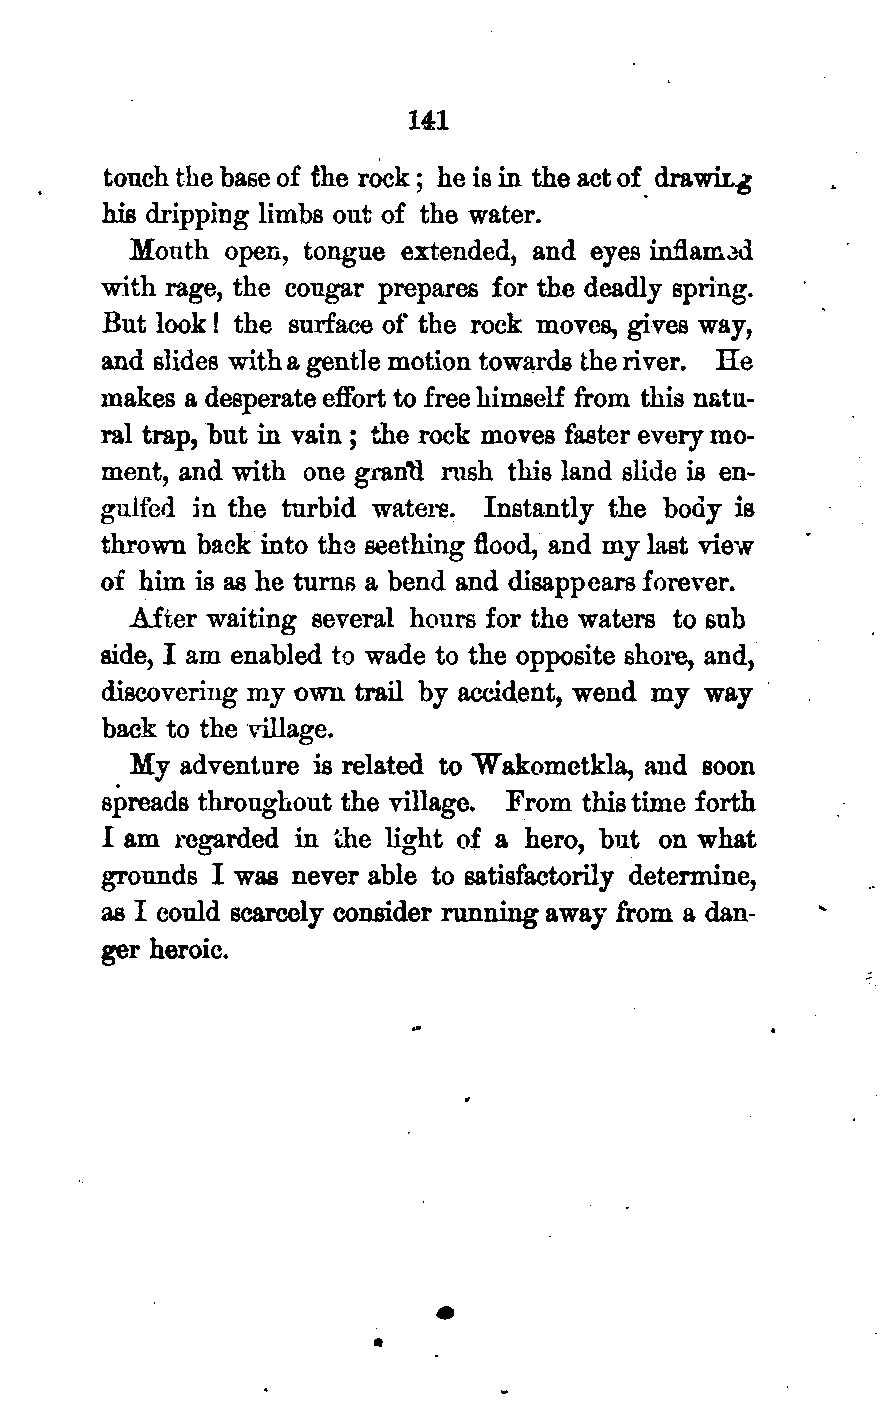 141
touch the base of the rock; he is in the act of drawing
his dripping limbs out of the water.
Mouth open, tongue extended, and eyes inflamed
with rage, the cougar prepares for the deadly spring.
But look! the surface of the rock moves, gives way,
and slides with a gentle motion towards the river. He
makes a desperate effort to free himself from this natu-
ral trap, but in vain; the rock moves faster every mo-
ment, and with one grand rush this land slide is en-
gulfed in the turbid waters. Instantly the body is
thrown back into the seething flood, and my last view
of him is as he turns a bend and disappears forever.
After waiting several hours for the waters to sub
side, I am enabled to wade to the opposite shore, and,
discovering my own trail by accident, wend my way
back to the village.
My adventure is related to Wakometkla, and soon
spreads throughout the village. From this time forth
I am regarded in the light of a hero, but on what
grounds I was never able to satisfactorily determine,
as I could scarcely consider running away from a dan-
ger heroic.